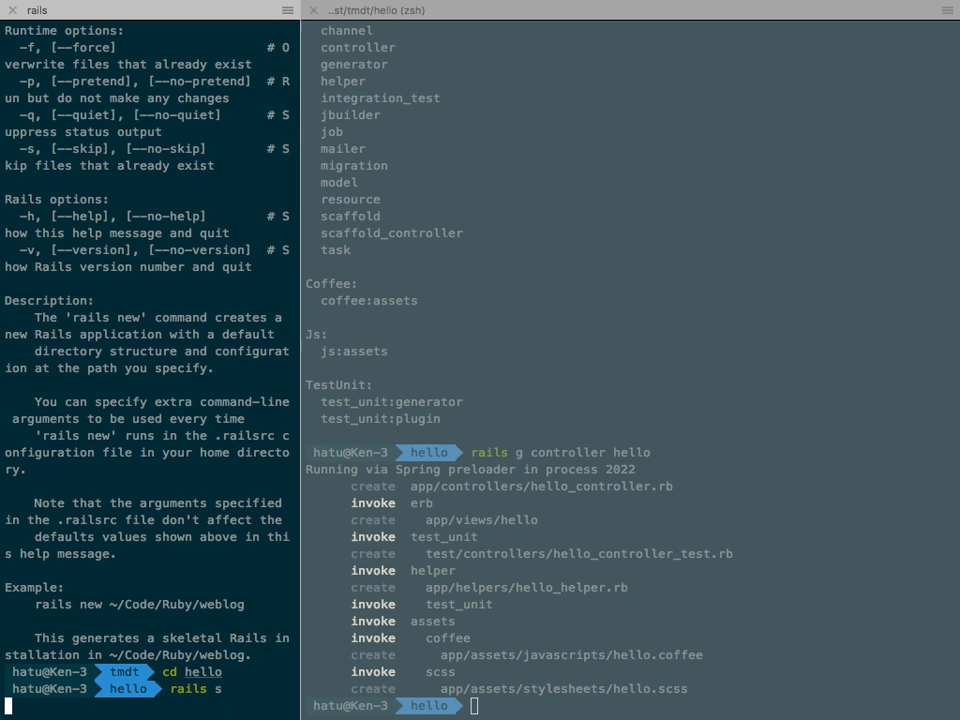 rails
Runtime options:
-f, [--force] # O
verwrite files that already exist
-p, [--pretend], [--no-pretend] # R
un but do not make any changes
-q, [--quiet], [--no-quiet] # S
uppress status output
-s, [--skip], [--no-skip] # S
kip files that already exist
Rails options:
-h, [--help], [--no-help] # S
how this help message and quit
-v, [--version], [--no-version] # S
how Rails version number and quit
Description:
The 'rails new' command creates a
new Rails application with a default
directory structure and configurat
ion at the path you specify.
You can specify extra command-line
arguments to be used every time
'rails new' runs in the .railsrc c
onfiguration file in your home directo
ry.
Note that the arguments specified
in the .railsrc file don't affect the
defaults values shown above in thi
s help message.
Example:
rails new ~/Code/Ruby/weblog
This generates a skeletal Rails in
stallation in ~/Code/Ruby/weblog.
hatu@Ken-3 tmdt cd hello
hatu@Ken-3 hello rails s
..st/tmdt/hello (zsh)
channel
controller
generator
helper
integration_test
jbuilder
job
mailer
migration
model
resource
scaffold
scaffold_controller
task
Coffee:
coffee:assets
Js:
js:assets
TestUnit:
test_unit:generator
test_unit:plugin
hatu@Ken-3 hello rails g controller hello
Running via Spring preloader in process 2022
create app/controllers/hello_controller.rb
invoke erb
create app/views/hello
invoke test_unit
create test/controllers/hello_controller_test.rb
invoke helper
create app/helpers/hello_helper.rb
invoke test_unit
invoke assets
invoke coffee
create app/assets/javascripts/hello.coffee
invoke scss
create app/assets/stylesheets/hello.scss
hatu@Ken-3 hello